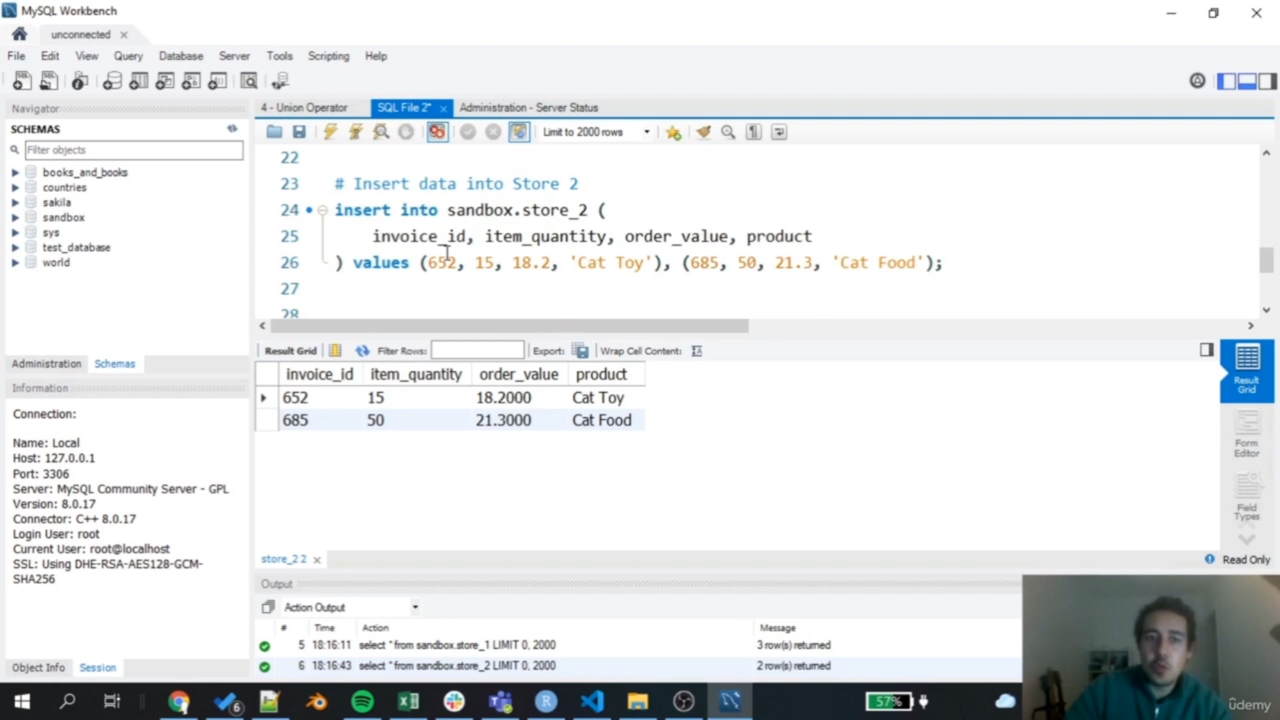 MySQL Workbench
unconnected
File Edit View Query Database Server Tools Scripting Help
Navigator
SCHEMAS
Filter objects
books_and_books
countries
sakila
sandbox
sys
test_database
world
Administration Schemas
Information
Connection:
Name: Local
Host: 127.0.0.1
Port: 3306
Server: MySQL Community Server - GPL
Version: 8.0.17
Connector: C++ 8.0.17
Login User: root
Current User: root@localhost
SSL: Using DHE-RSA-AES128-GCM-
SHA256
Object Info Session
4 - Union Operator SQL File 2* Administration - Server Status
Limit to 2000 rows
22
23 # Insert data into Store 2
24 insert into sandbox.store_2 (
25 invoice_id, item_quantity, order_value, product
26 ) values (652, 15, 18.2, 'Cat Toy'), (685, 50, 21.3, 'Cat Food');
27
28
Result Grid Filter Rows: Export: Wrap Cell Content:
invoice_id item_quantity order_value product
652 15 18.2000 Cat Toy
685 50 21.3000 Cat Food
Result
Grid
Form
Editor
Field
Types
store_2 2
Read Only
Output
Action Output
# Time Action Message
5 18:16:11 select * from sandbox.store_1 LIMIT 0, 2000 3 row(s) returned
6 18:16:43 select * from sandbox.store_2 LIMIT 0, 2000 2 row(s) returned
6
57%
ûdemy